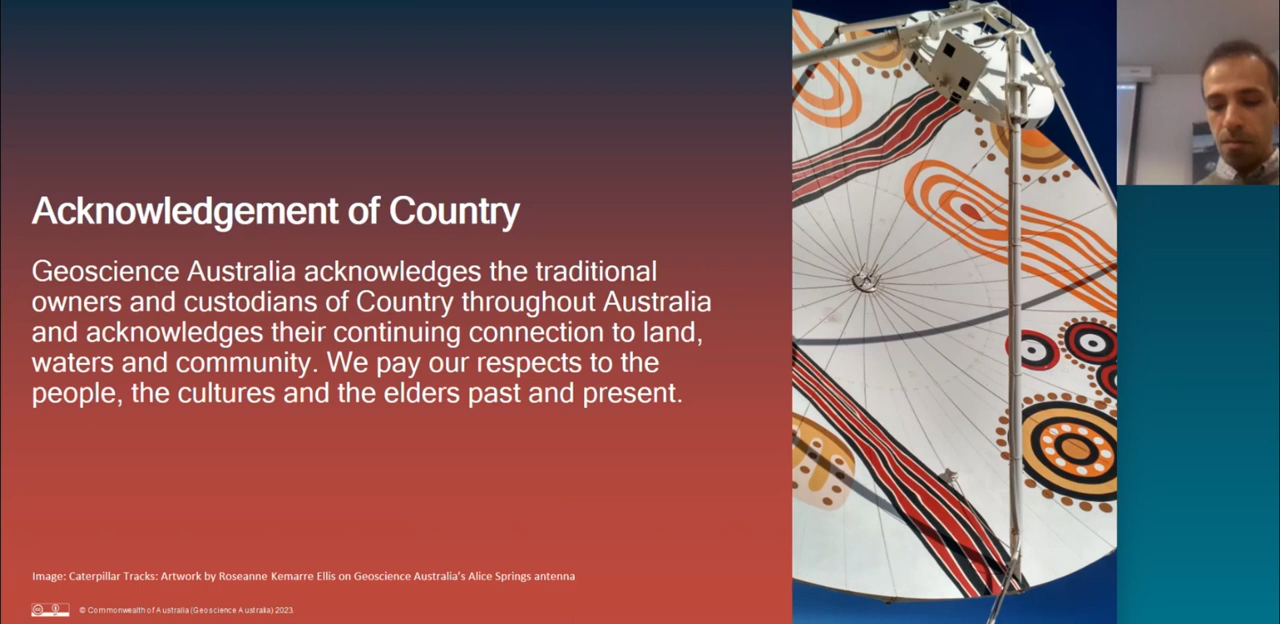 Acknowledgement of Country
Geoscience Australia acknowledges the traditional
owners and custodians of Country throughout Australia
and acknowledges their continuing connection to land,
waters and community. We pay our respects to the
people, the cultures and the elders past and present.
Image: Caterpillar Tracks: Artwork by Roseanne Kemarre Ellis on Geoscience Australia's Alice Springs antenna
© Commonwealth of Australia (Geoscience Australia) 2023.